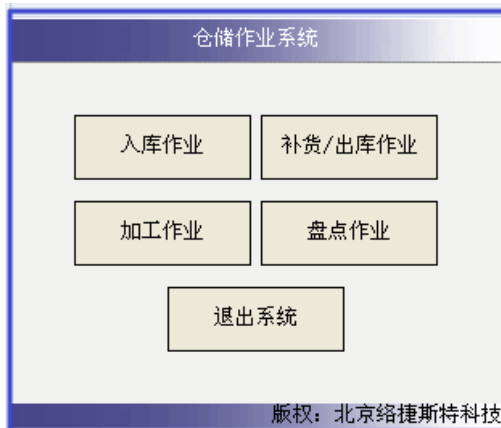 仓储作业系统
入库作业 补货/出库作业
加工作业 盘点作业
退出系统
版权：北京络捷斯特科技